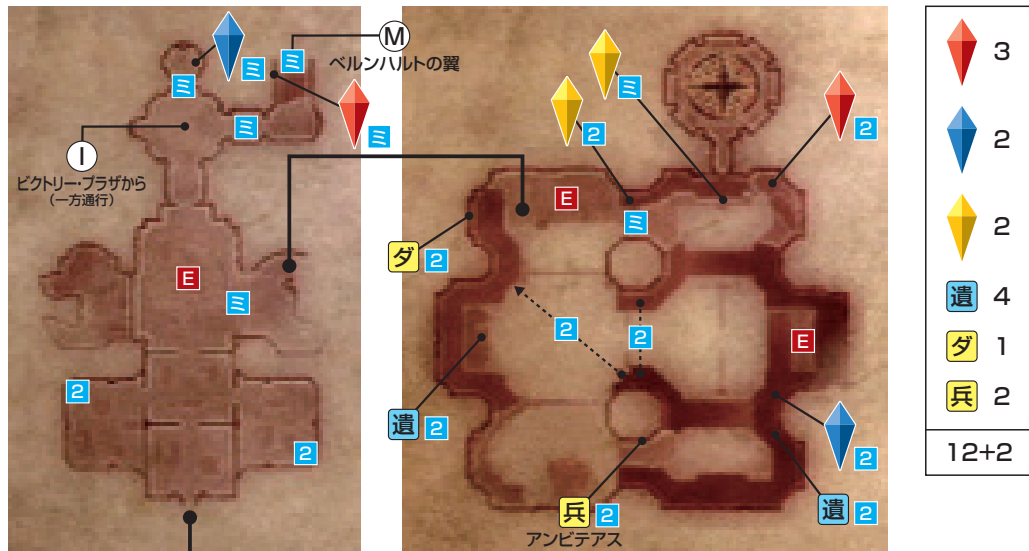 M
ベルンハルトの翼
ミ
ミ
ミ
ミ
ミ
I
ビクトリー・プラザから
(一方通行)
E
ミ
2
2
ミ
2
2
E
ミ
ダ 2
2
2
E
遺 2
2
兵 2
アンビテアス
遺 2
3
2
2
遺 4
ダ 1
兵 2
12+2